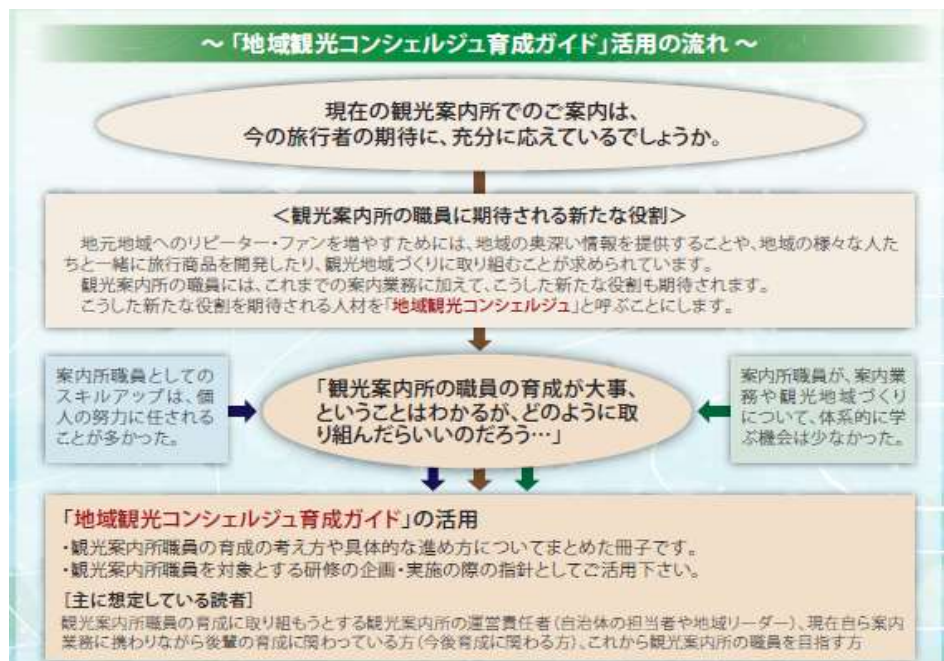 ～「地域観光コンシェルジュ育成ガイド」活用の流れ～
現在の観光案内所でのご案内は、
今の旅行者の期待に、充分に応えているでしょうか。
＜観光案内所の職員に期待される新たな役割＞
地元地域へのリピーター・ファンを増やすためには、地域の奥深い情報を提供することや、地域の様々な人た
ちと一緒に旅行商品を開発したり、観光地域づくりに取り組むことが求められています。
観光案内所の職員には、これまでの案内業務に加えて、こうした新たな役割も期待されます。
こうした新たな役割を期待される人材を「地域観光コンシェルジュ」と呼ぶことにします。
案内所職員としての
スキルアップは、個
人の努力に任される
ことが多かった。
「観光案内所の職員の育成が大事、
ということはわかるが、どのように取
り組んだらいいのだろう…」
案内所職員が、案内業
務や観光地域づくり
について、体系的に学
ぶ機会は少なかった。
「地域観光コンシェルジュ育成ガイド」の活用
・観光案内所職員の育成の考え方や具体的な進め方についてまとめた冊子です。
・観光案内所職員を対象とする研修の企画・実施の際の指針としてご活用下さい。
［主に想定している読者］
観光案内所職員の育成に取り組もうとする観光案内所の運営責任者（自治体の担当者や地域リーダー）、現在自ら案内
業務に携わりながら後輩の育成に関わっている方（今後育成に関わる方）、これから観光案内所の職員を目指す方